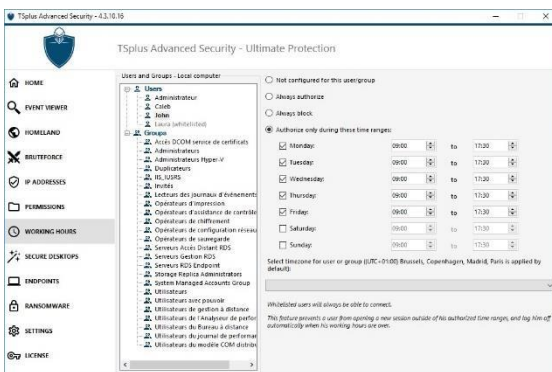 TSplus Advanced Security - 4.3.10.16
TSplus Advanced Security - Ultimate Protection
HOME
EVENT VIEWER
HOMELAND
BRUTEFORCE
IP ADDRESSES
PERMISSIONS
WORKING HOURS
SECURE DESKTOPS
ENDPOINTS
RANSOMWARE
SETTINGS
LICENSE
Users and Groups - Local computer
Users
Administrateur
Caleb
John
Laura (whitelisted)
Groups
Accès DCOM service de certificats
Administrateurs
Administrateurs Hyper-V
Duplicateurs
IIS_IUSRS
Invités
Lecteurs des journaux d'événements
Opérateurs d'impression
Opérateurs d'assistance de contrôle
Opérateurs de chiffrement
Opérateurs de configuration réseau
Opérateurs de sauvegarde
Serveurs Accès Distant RDS
Serveurs Gestion RDS
Serveurs RDS Endpoint
Storage Replica Administrators
System Managed Accounts Group
Utilisateurs
Utilisateurs avec pouvoir
Utilisateurs de gestion à distance
Utilisateurs de l'Analyseur de perfor
Utilisateurs du Bureau à distance
Utilisateurs du journal de performar
Utilisateurs du modèle COM distribu
Not configured for this user/group
Always authorize
Always block
Authorize only during these time ranges:
Monday: 09:00 to 17:30
Tuesday: 09:00 to 17:30
Wednesday: 09:00 to 17:30
Thursday: 09:00 to 17:30
Friday: 09:00 to 17:30
Saturday: 09:00 to 17:30
Sunday: 09:00 to 17:30
Select timezone for user or group ((UTC+01:00) Brussels, Copenhagen, Madrid, Paris is applied by
default):
Whitelisted users will always be able to connect.
This feature prevents a user from opening a new session outside of his authorized time ranges, and log him off
automatically when his working hours are over.